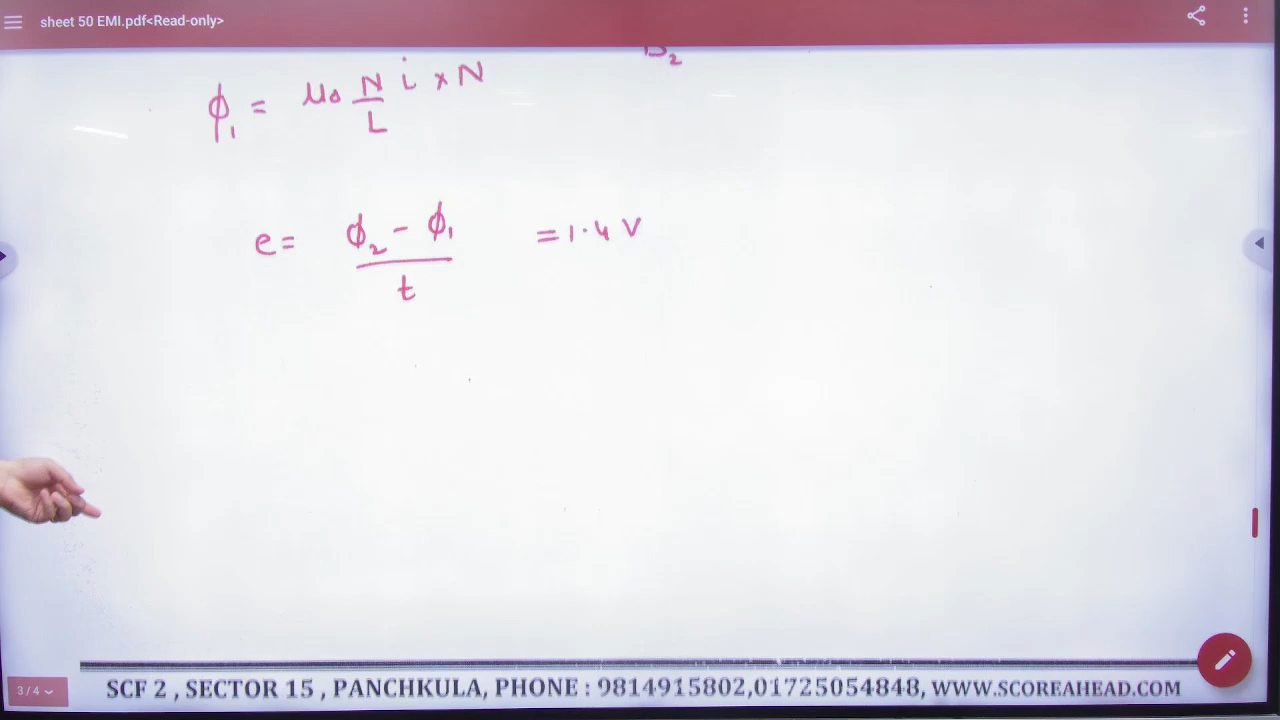 sheet 50 EMI.pdf<Read-only>
B₂
ϕ₁ = μ₀ N/L i × N
e = (ϕ₂ - ϕ₁)/t = 1.4 V
3 / 4
SCF 2 , SECTOR 15 , PANCHKULA, PHONE : 9814915802,01725054848, WWW.SCOREAHEAD.COM